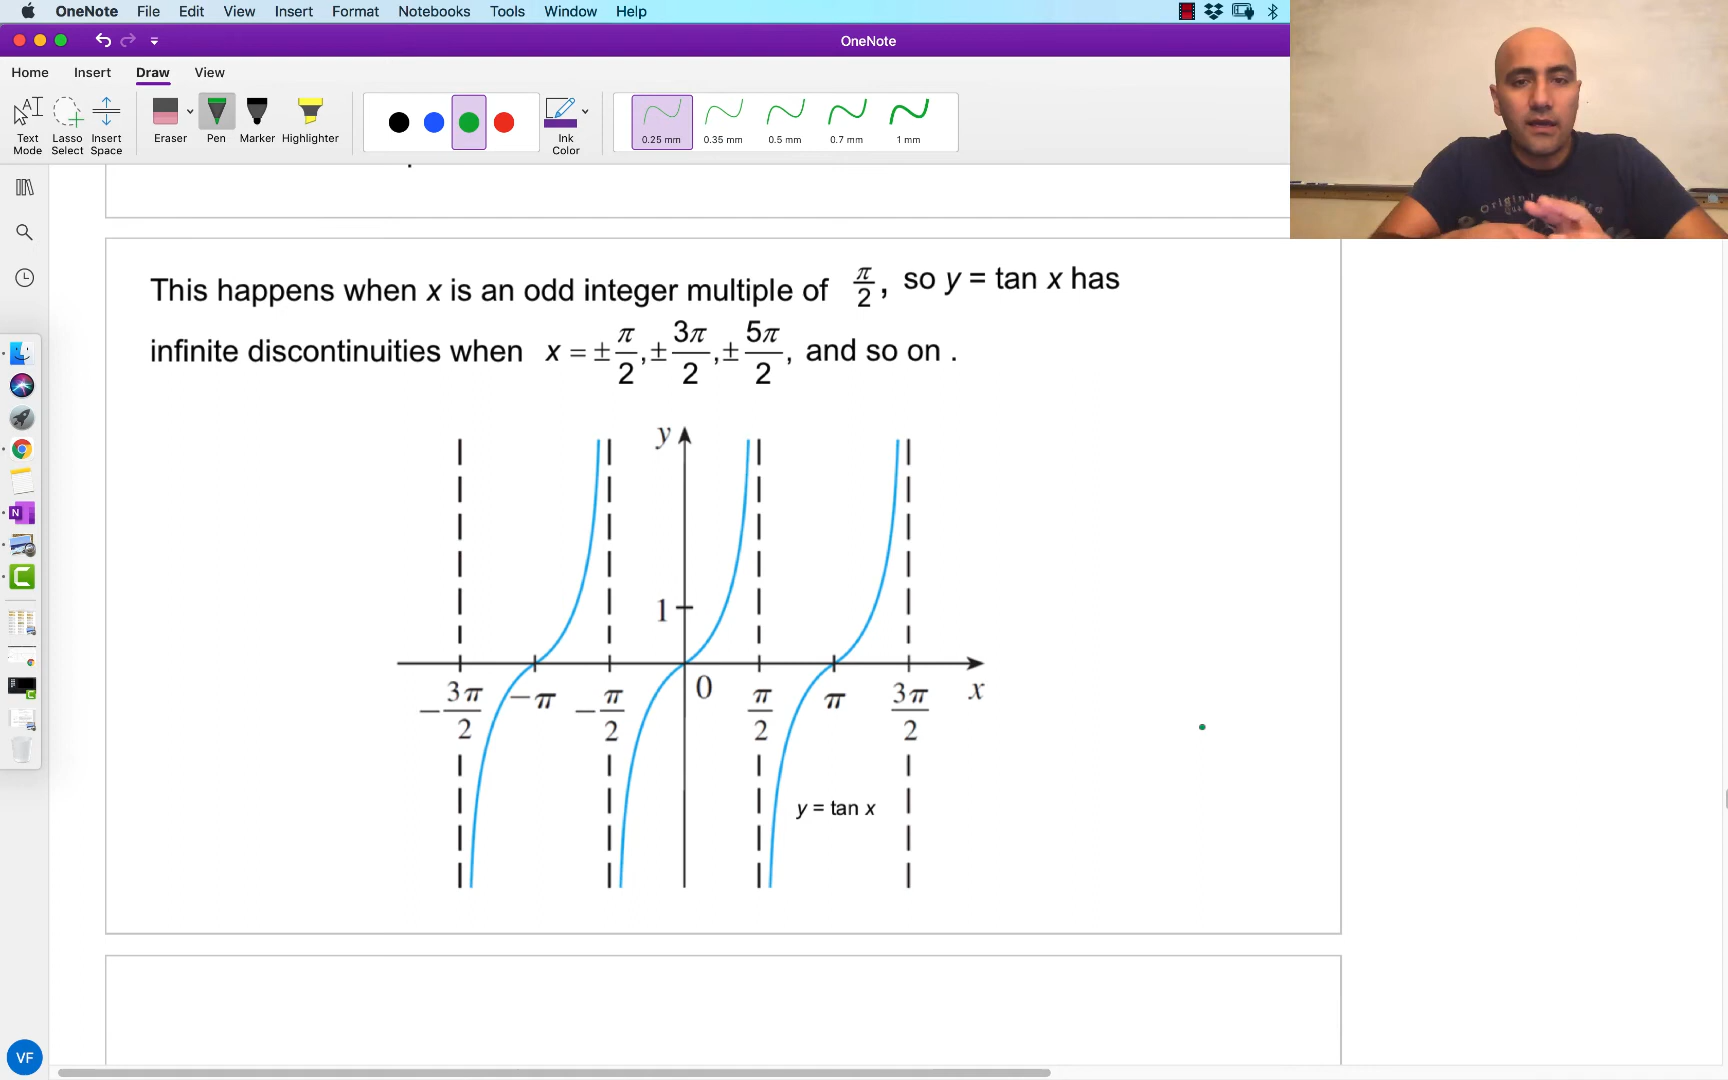 OneNote File Edit View Insert Format Notebooks Tools Window Help
OneNote
Home Insert Draw View
Text Mode
Lasso Select
Insert Space
Eraser
Pen
Marker
Highlighter
Ink Color
0.25 mm
0.35 mm
0.5 mm
0.7 mm
1 mm
This happens when x is an odd integer multiple of π/2, so y = tan x has
infinite discontinuities when x = ±π/2, ±3π/2, ±5π/2, and so on .
y
1
−3π/2 −π −π/2 0 π/2 π 3π/2 x
y = tan x
VF